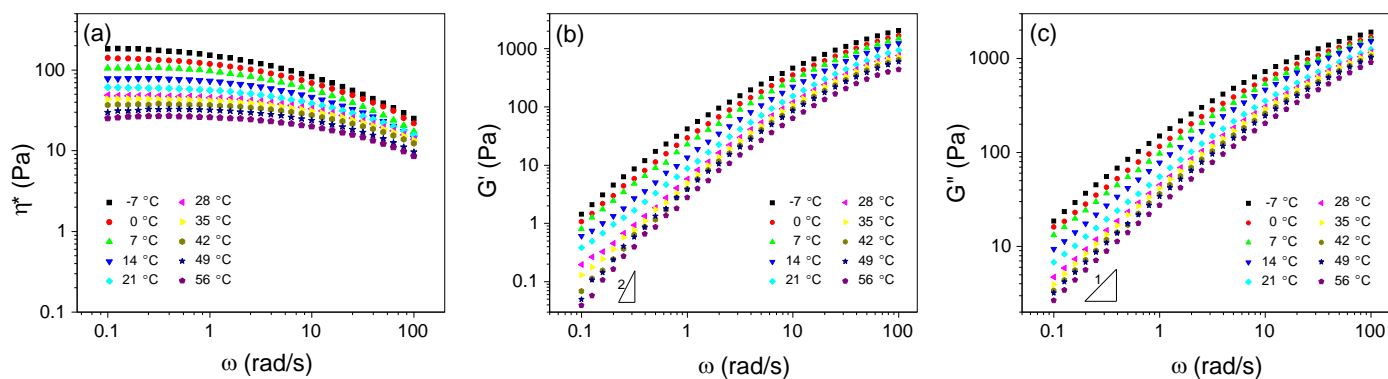 (a)
η* (Pa)
100
10
1
0.1
-7 °C
0 °C
7 °C
14 °C
21 °C
28 °C
35 °C
42 °C
49 °C
56 °C
0.1 1 10 100
ω (rad/s)
(b)
G' (Pa)
1000
100
10
1
0.1
2
-7 °C
0 °C
7 °C
14 °C
21 °C
28 °C
35 °C
42 °C
49 °C
56 °C
0.1 1 10 100
ω (rad/s)
(c)
G" (Pa)
1000
100
10
1
-7 °C
0 °C
7 °C
14 °C
21 °C
28 °C
35 °C
42 °C
49 °C
56 °C
0.1 1 10 100
ω (rad/s)